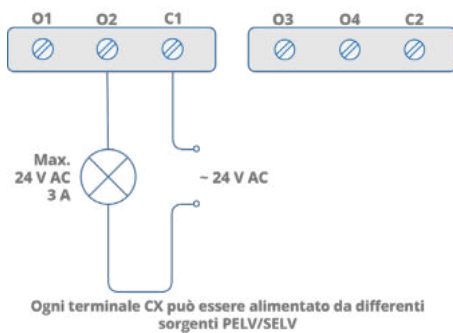 O1 O2 C1 O3 O4 C2
Max.
24 V AC
3 A
~ 24 V AC
Ogni terminale CX può essere alimentato da differenti
sorgenti PELV/SELV